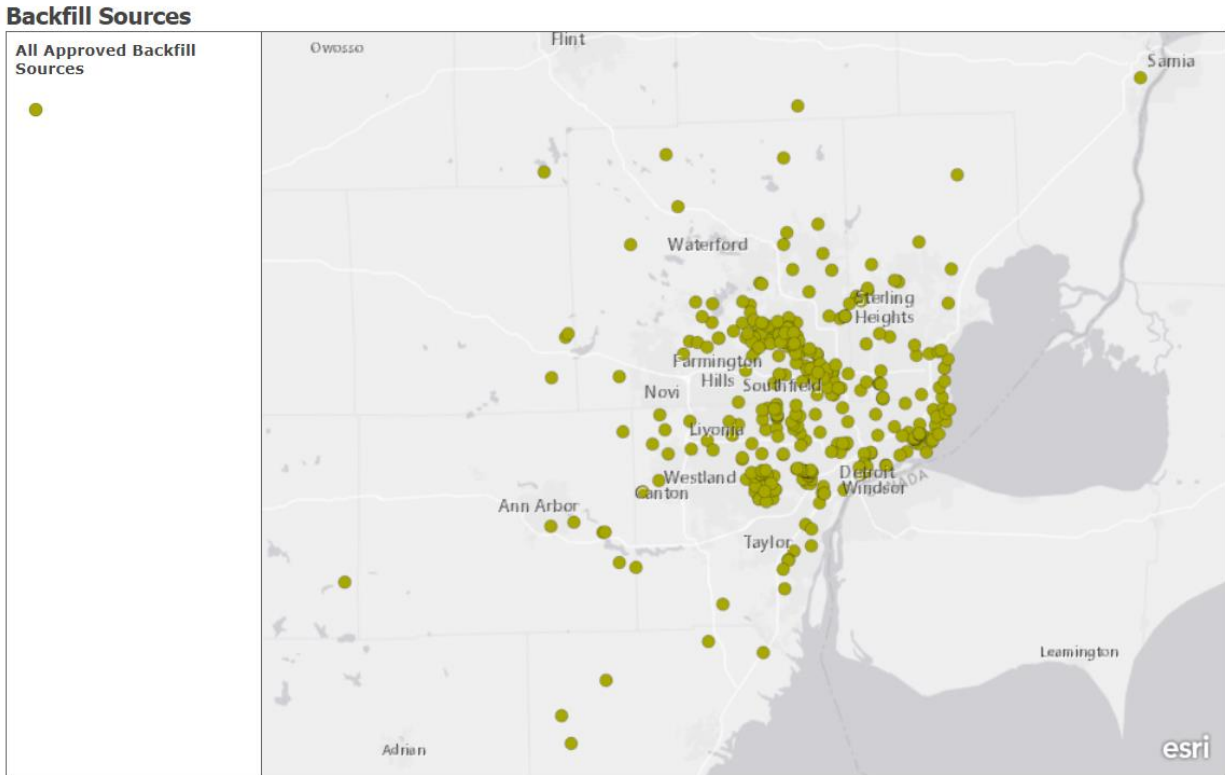 Backfill Sources
All Approved Backfill
Sources
Owosso
Flint
Sarnia
Waterford
Sterling
Heights
Farmington
Hills
Southfield
Novi
Livonia
Westland
Canton
Detroit
Windsor
CANADA
Ann Arbor
Taylor
Leamington
Adrian
esri